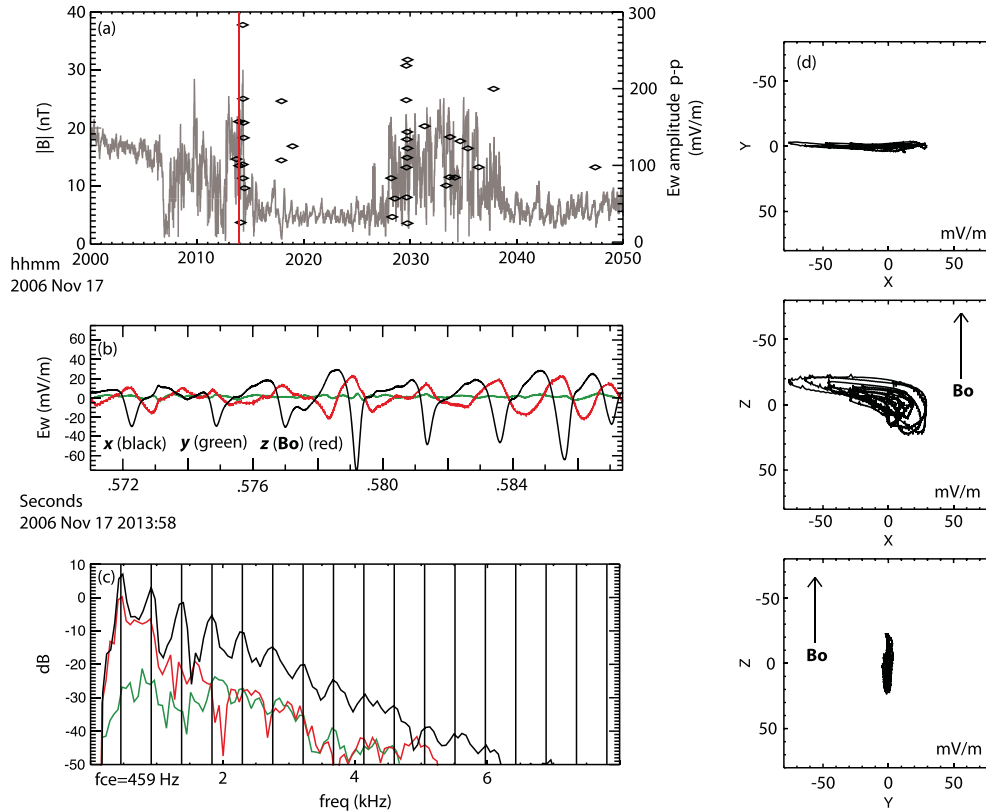 (a)
40
30
20
10
0
|B| (nT)
300
200
100
0
Ew amplitude p-p
(mV/m)
2000 2010 2020 2030 2040 2050
hhmm
2006 Nov 17
(b)
60
40
20
0
-20
-40
-60
Ew (mV/m)
x (black) y (green) z (Bo) (red)
.572 .576 .580 .584
Seconds
2006 Nov 17 2013:58
(c)
10
0
-10
-20
-30
-40
-50
dB
fce=459 Hz 2 4 6
freq (kHz)
(d)
-50
0
50
Y
mV/m
-50 0 50
X
-50
0
50
Z
Bo
mV/m
-50 0 50
X
-50
0
50
Z
Bo
mV/m
-50 0 50
Y